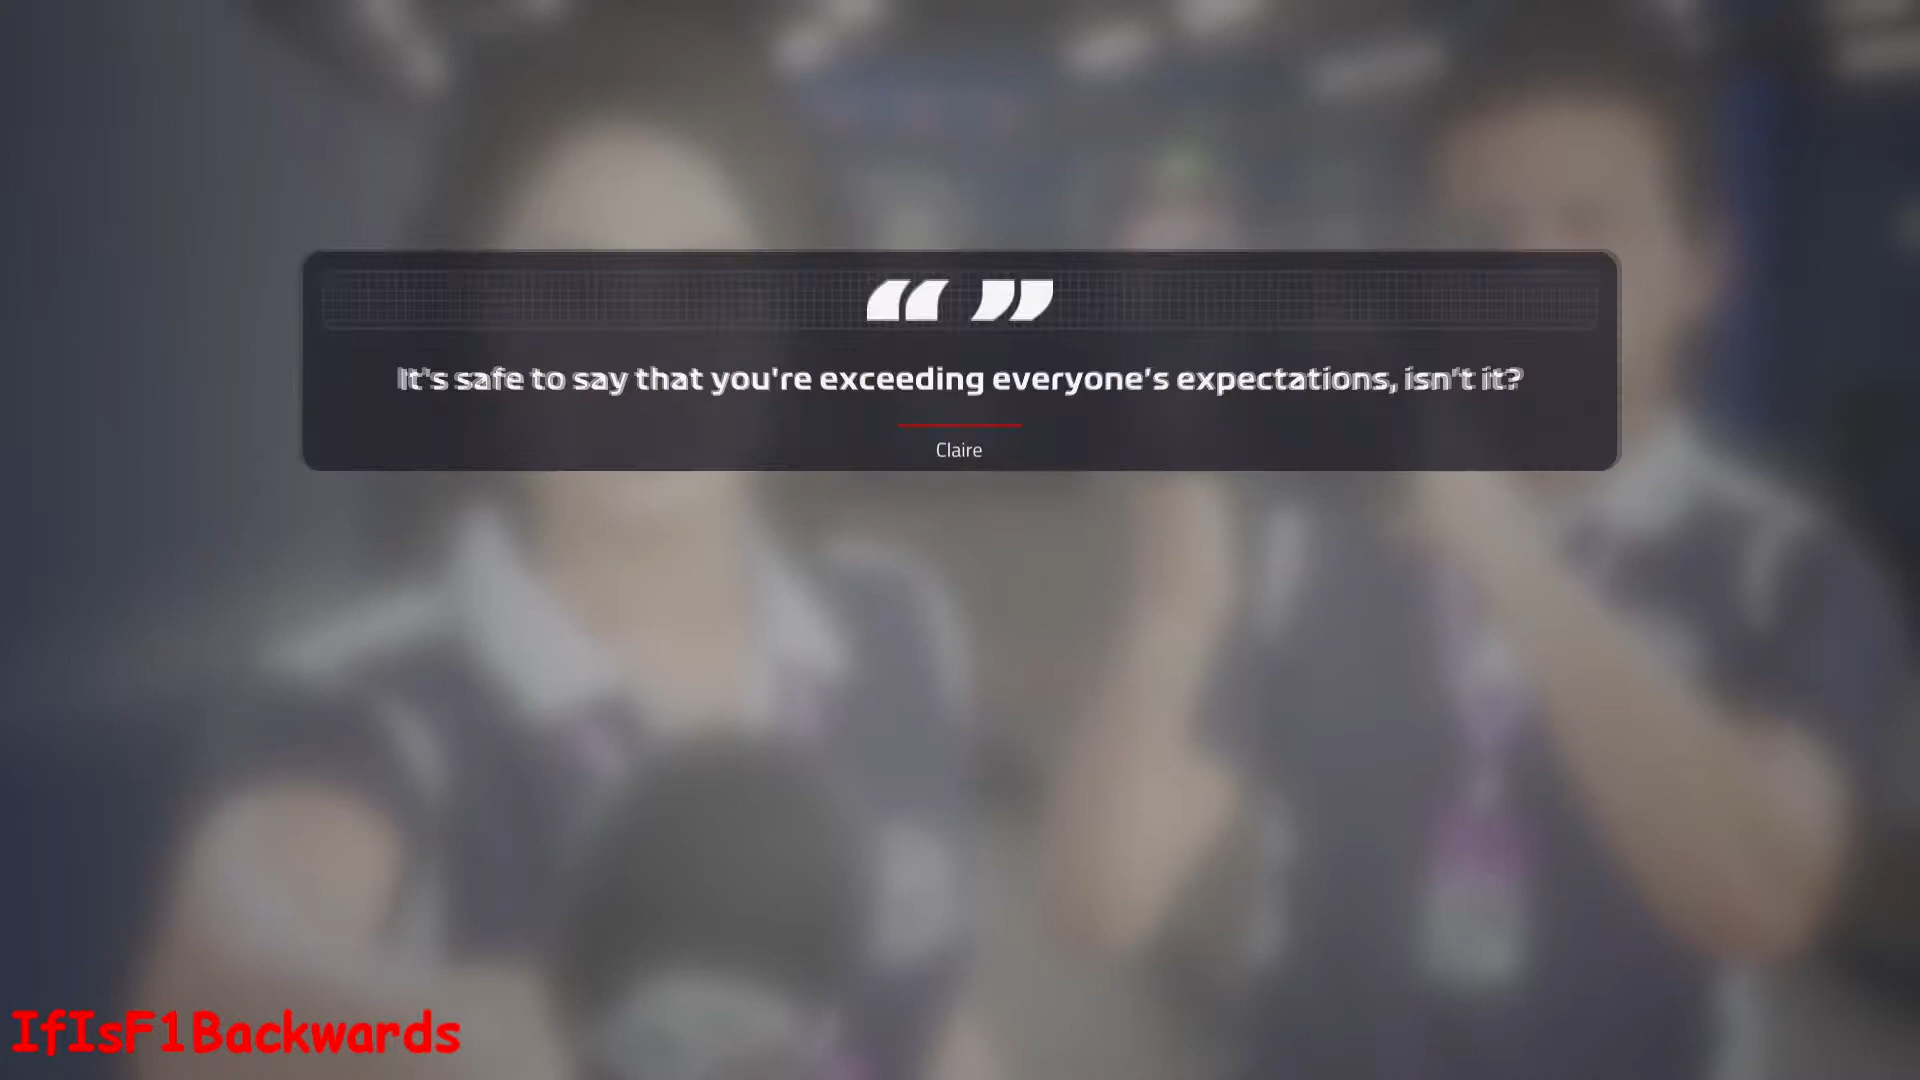 “ ”
It's safe to say that you're exceeding everyone's expectations, isn't it?
Claire
IfIsF1Backwards